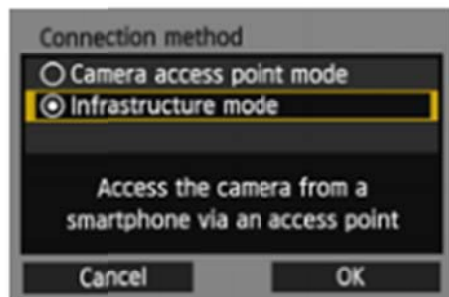 Connection method
Camera access point mode
Infrastructure mode
Access the camera from a
smartphone via an access point
Cancel
OK